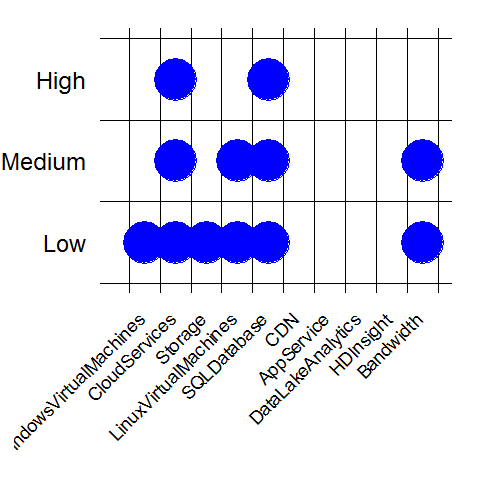 High
Medium
Low
ndowsVirtualMachines
CloudServices
Storage
LinuxVirtualMachines
SQLDatabase
CDN
AppService
DataLakeAnalytics
HDInsight
Bandwidth